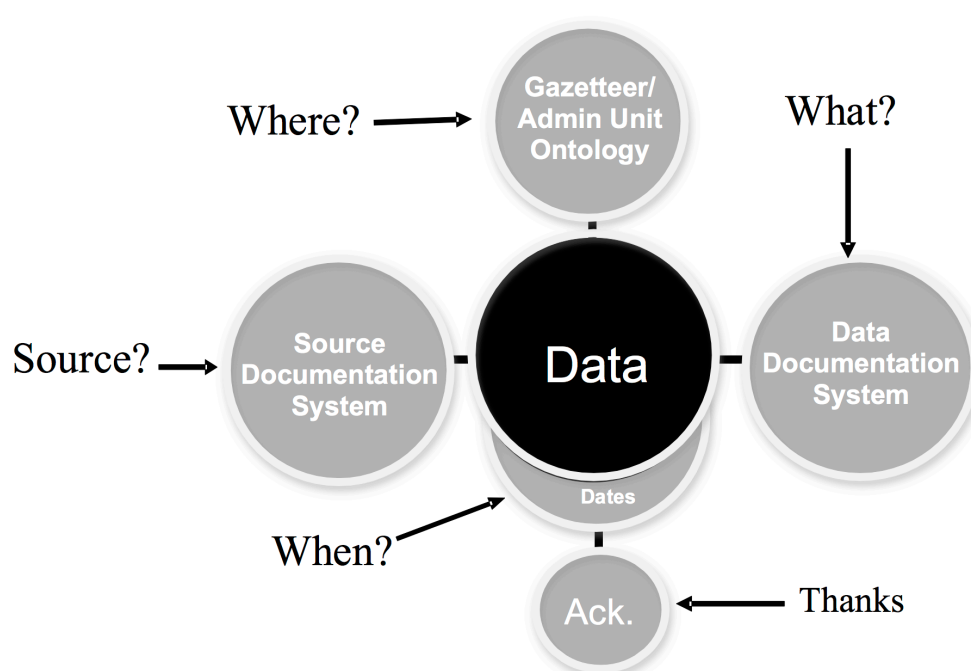 Gazetteer/
Admin Unit
Ontology
Where?
What?
Source
Documentation
System
Source?
Data
Data
Documentation
System
Dates
When?
Ack.
Thanks